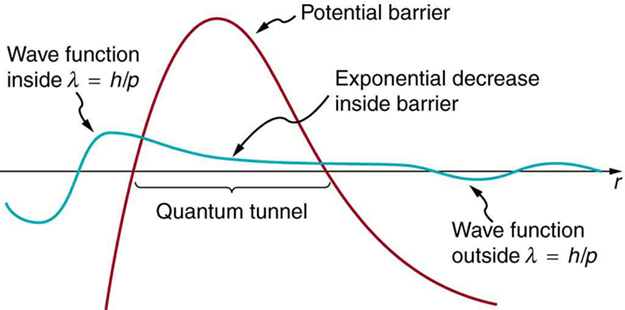 Potential barrier
Wave function
inside λ = h/p
Exponential decrease
inside barrier
r
Quantum tunnel
Wave function
outside λ = h/p